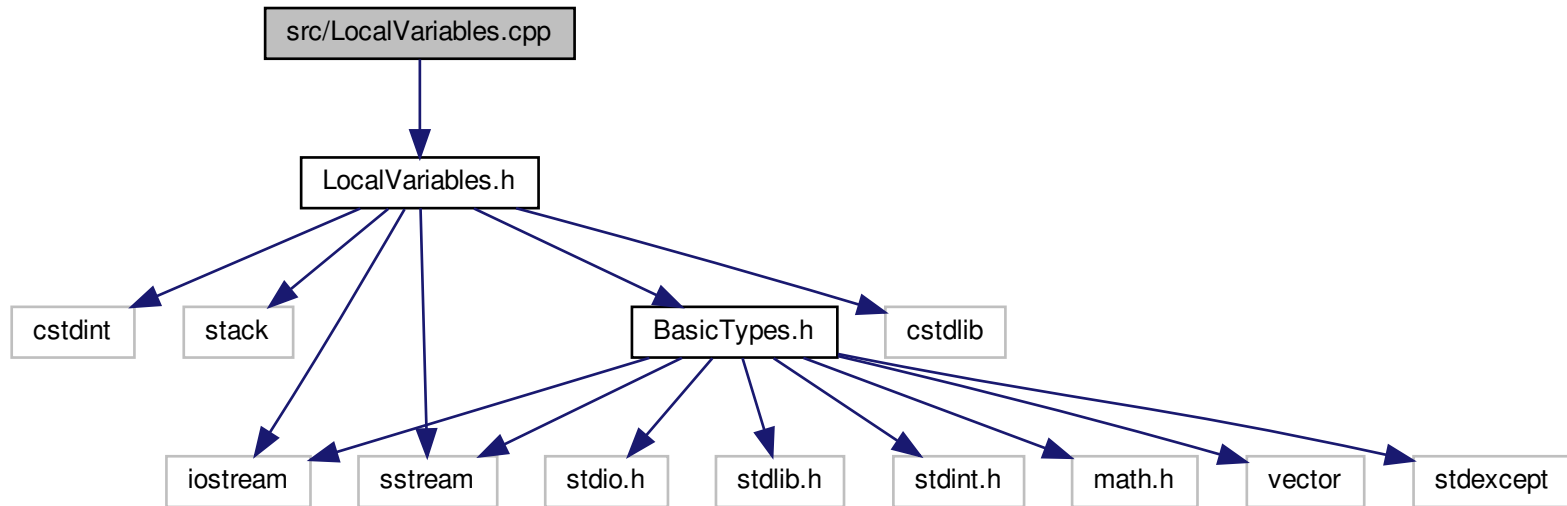 src/LocalVariables.cpp
LocalVariables.h
cstdint
stack
BasicTypes.h
cstdlib
iostream
sstream
stdio.h
stdlib.h
stdint.h
math.h
vector
stdexcept